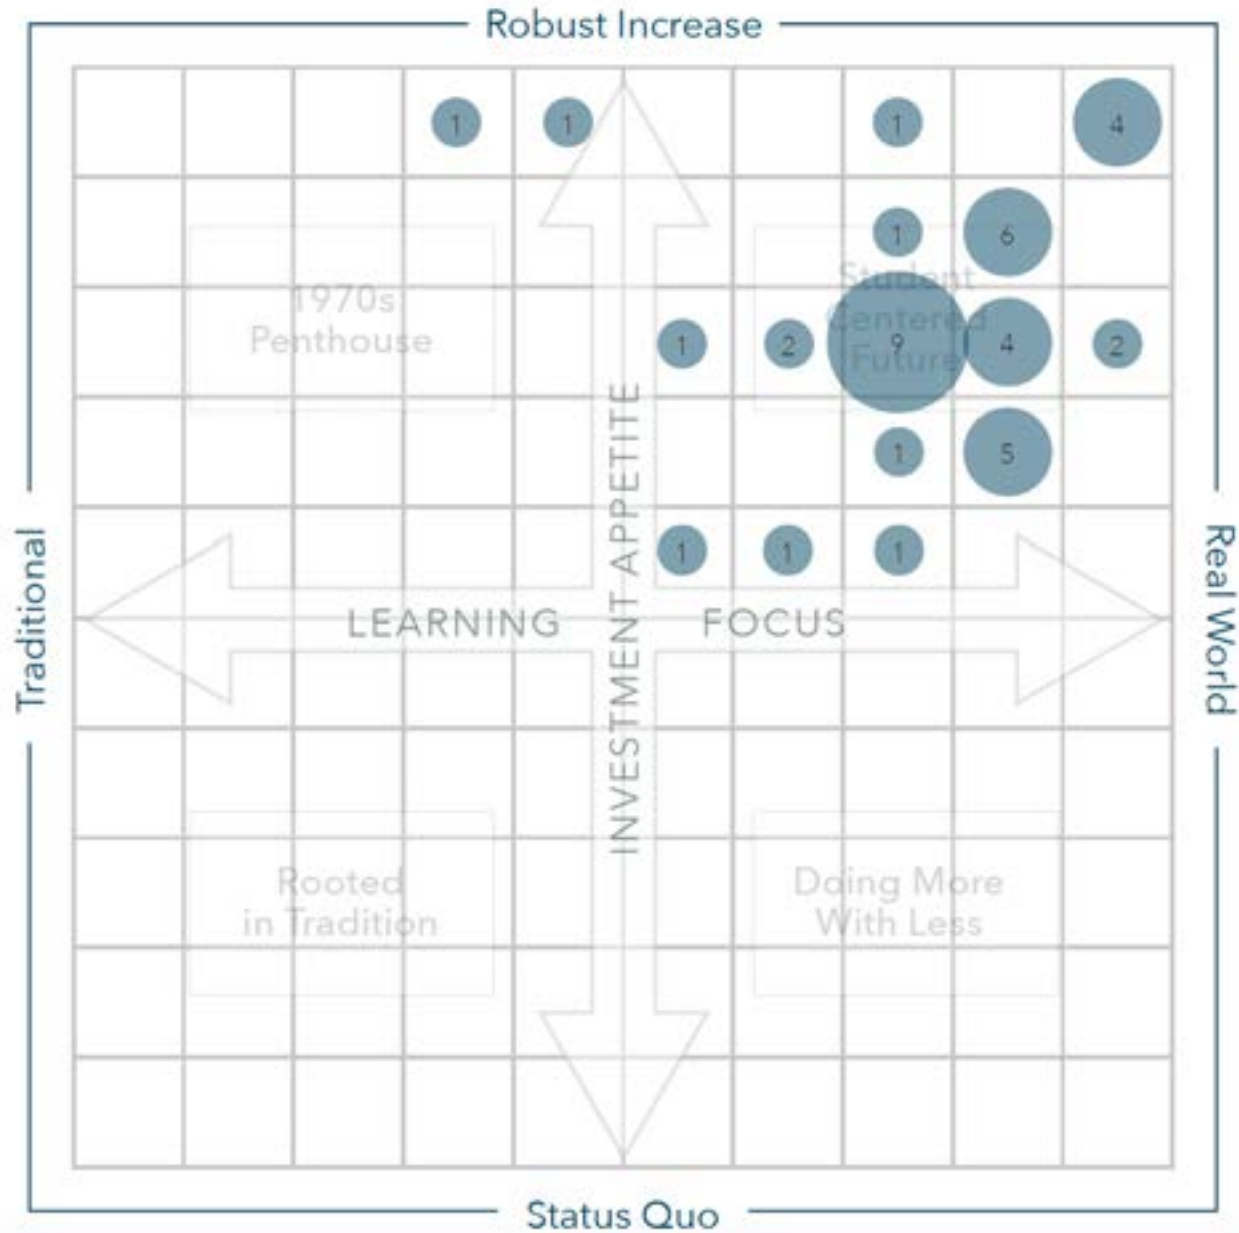 Robust Increase
1 1 1 4
1 6
1970s
Penthouse
Student
Centered
Future
1 2 9 4 2
1 5
1 1 1
Traditional
LEARNING FOCUS
INVESTMENT APPETITE
Real World
Rooted
in Tradition
Doing More
With Less
Status Quo